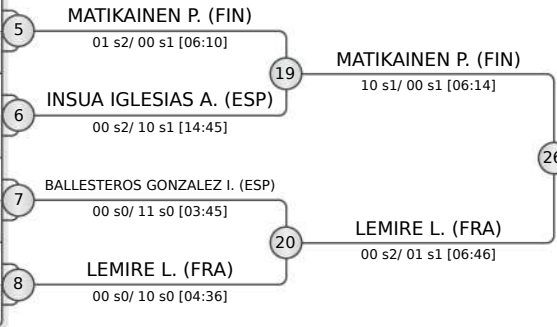 5
MATIKAINEN P. (FIN)
01 s2/ 00 s1 [06:10]
19
MATIKAINEN P. (FIN)
10 s1/ 00 s1 [06:14]
6
INSUA IGLESIAS A. (ESP)
00 s2/ 10 s1 [14:45]
26
7
BALLESTEROS GONZALEZ I. (ESP)
00 s0/ 11 s0 [03:45]
20
LEMIRE L. (FRA)
00 s2/ 01 s1 [06:46]
8
LEMIRE L. (FRA)
00 s0/ 10 s0 [04:36]